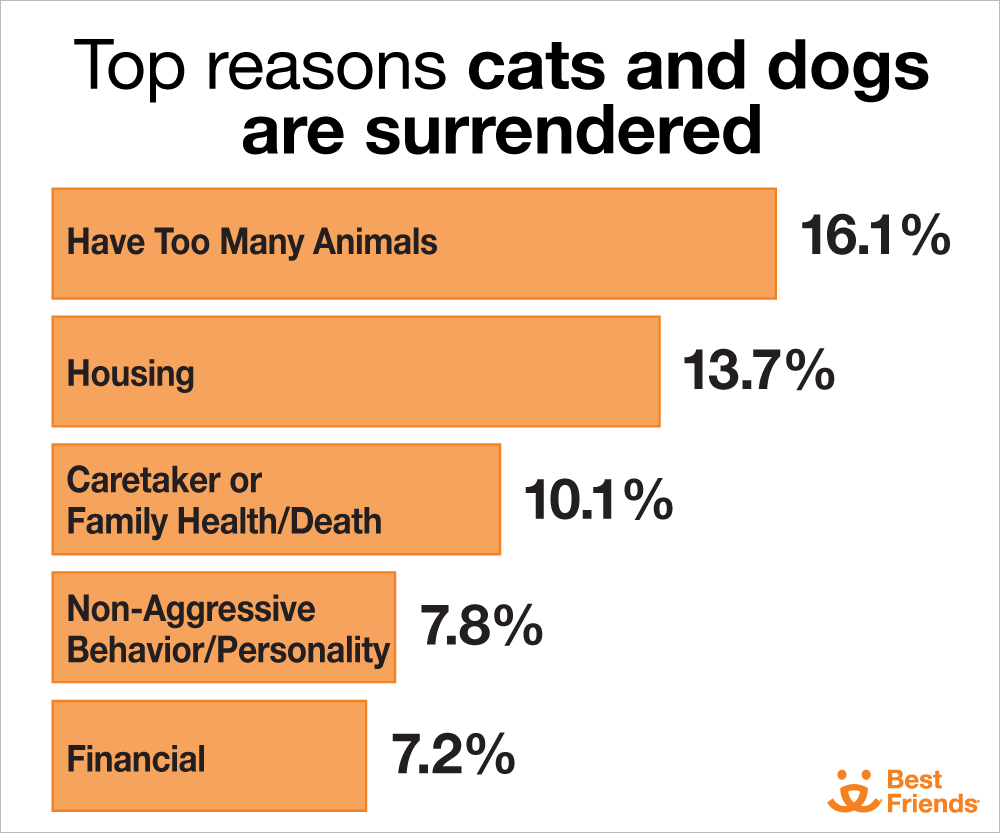 Top reasons cats and dogs
are surrendered
Have Too Many Animals
16.1%
Housing
13.7%
Caretaker or
Family Health/Death
10.1%
Non-Aggressive
Behavior/Personality
7.8%
Financial
7.2%
Best
Friends